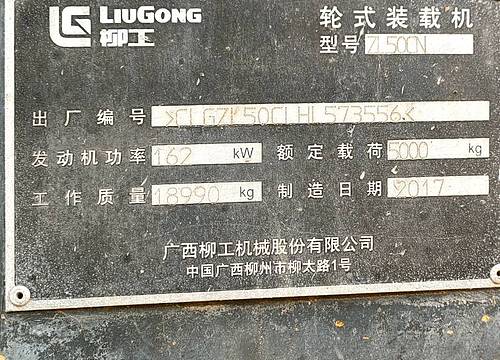 LIUGONG 轮式装载机
柳工 型号 ZL50CN
出厂编号 >CLGZL50CLHL573556<
发动机功率 162 kW 额定载荷 5000 kg
工作质量 18990 kg 制造日期 2017
广西柳工机械股份有限公司
中国广西柳州市柳太路1号